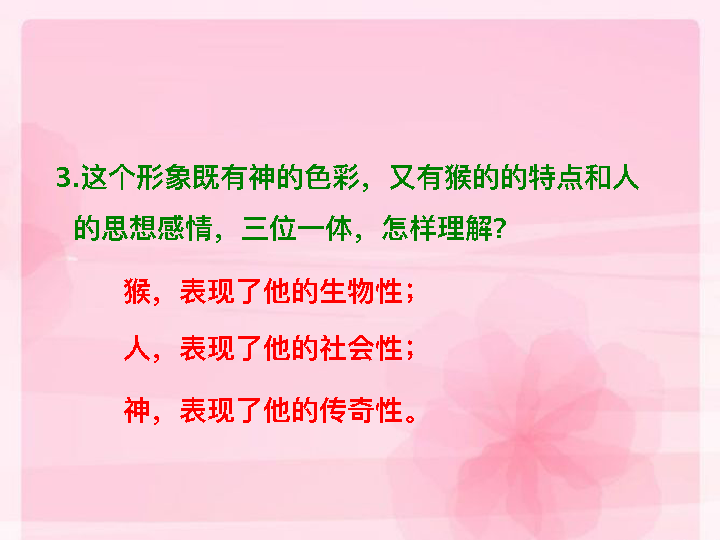 3.这个形象既有神的色彩，又有猴的的特点和人
的思想感情，三位一体，怎样理解?
猴，表现了他的生物性；
人，表现了他的社会性；
神，表现了他的传奇性。